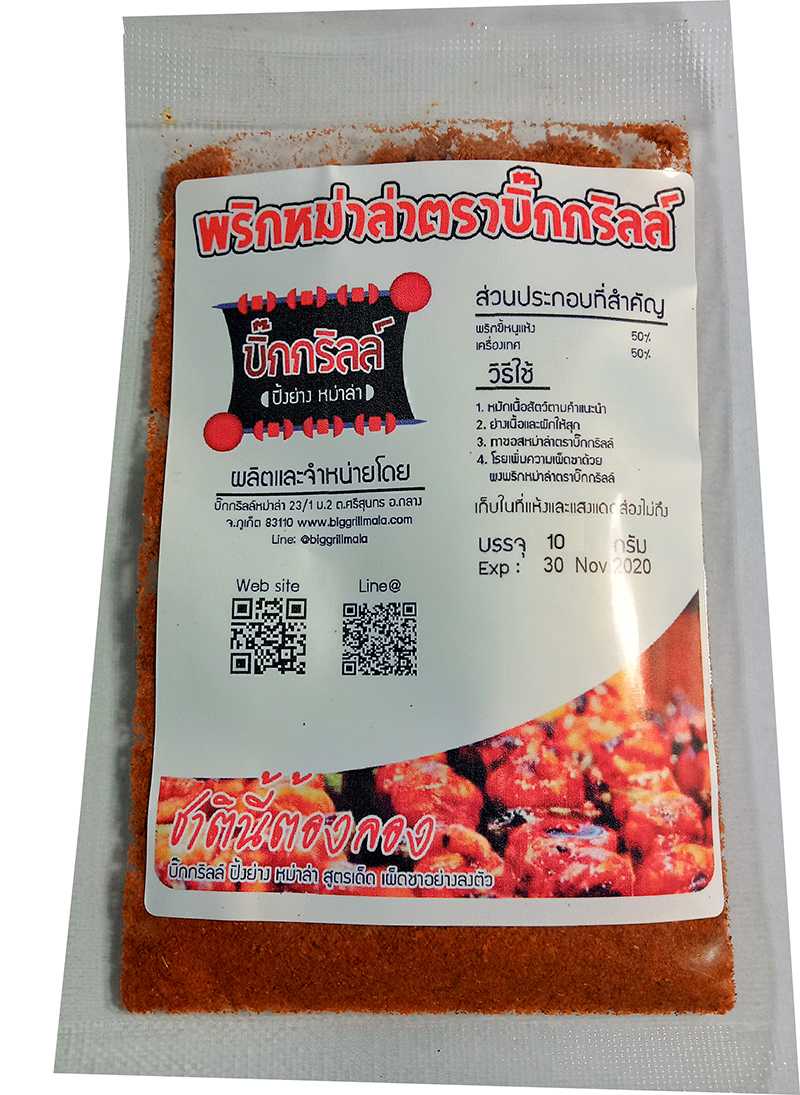 พริกหม่าล่าตราบิ๊กกริลล์
บิ๊กกริลล์
ปิ้งย่าง หม่าล่า
ผลิตและจำหน่ายโดย
บิ๊กกริลล์หม่าล่า 23/1 ม.2 ต.ศรีสุนทร อ.ถลาง
จ.ภูเก็ต 83110 www.biggrillmala.com
Line: @biggrillmala
Web site
Line@
ส่วนประกอบที่สำคัญ
พริกขี้หนูแห้ง 50%
เครื่องเทศ 50%
วิธีใช้
1. หมักเนื้อสัตว์ตามคำแนะนำ
2. ย่างเนื้อและผักให้สุก
3. ทาซอสหม่าล่าตราบิ๊กกริลล์
4. โรยเพิ่มความเผ็ดชาด้วย
ผงพริกหม่าล่าตราบิ๊กกริลล์
เก็บในที่แห้งและแสงแดดส่องไม่ถึง
บรรจุ 10 กรัม
Exp : 30 Nov 2020
ชาตินี้ต้องลอง
บิ๊กกริลล์ ปิ้งย่าง หม่าล่า สูตรเด็ด เผ็ดชาอย่างลงตัว